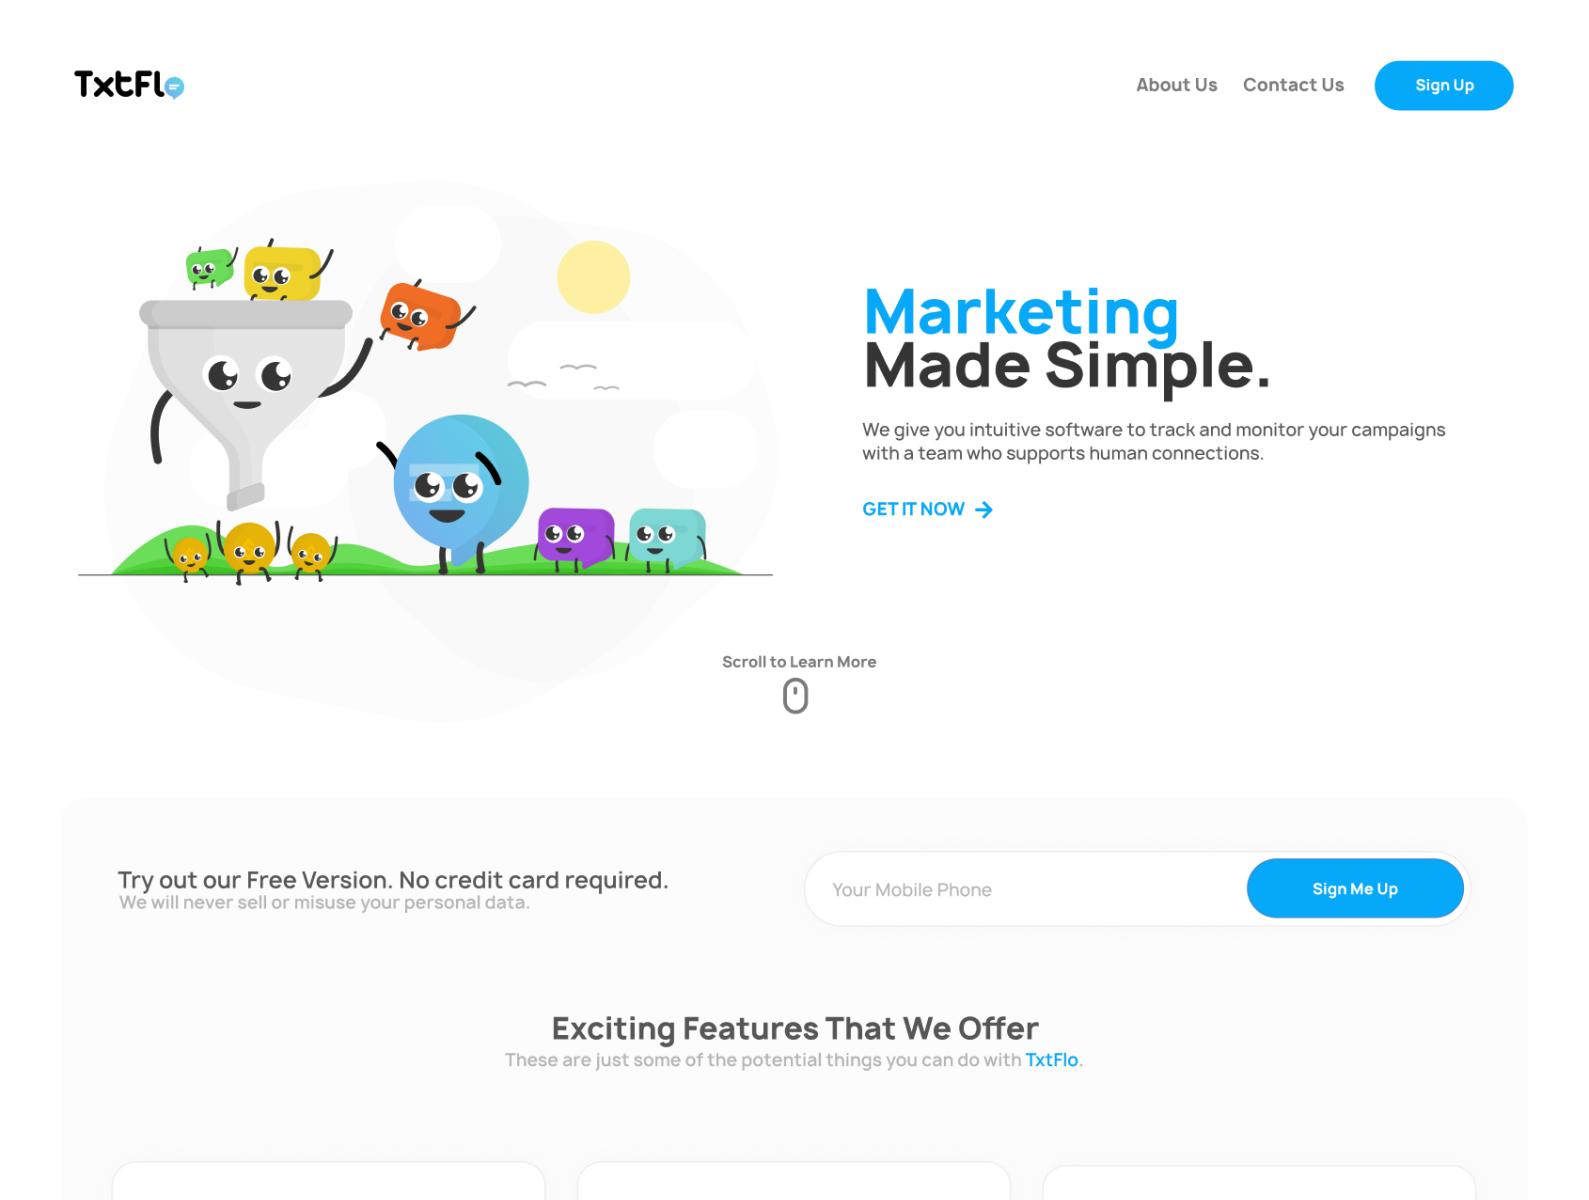 TxtFlo
About Us
Contact Us
Sign Up
Marketing
Made Simple.
We give you intuitive software to track and monitor your campaigns
with a team who supports human connections.
GET IT NOW
Scroll to Learn More
Try out our Free Version. No credit card required.
We will never sell or misuse your personal data.
Your Mobile Phone
Sign Me Up
Exciting Features That We Offer
These are just some of the potential things you can do with TxtFlo.